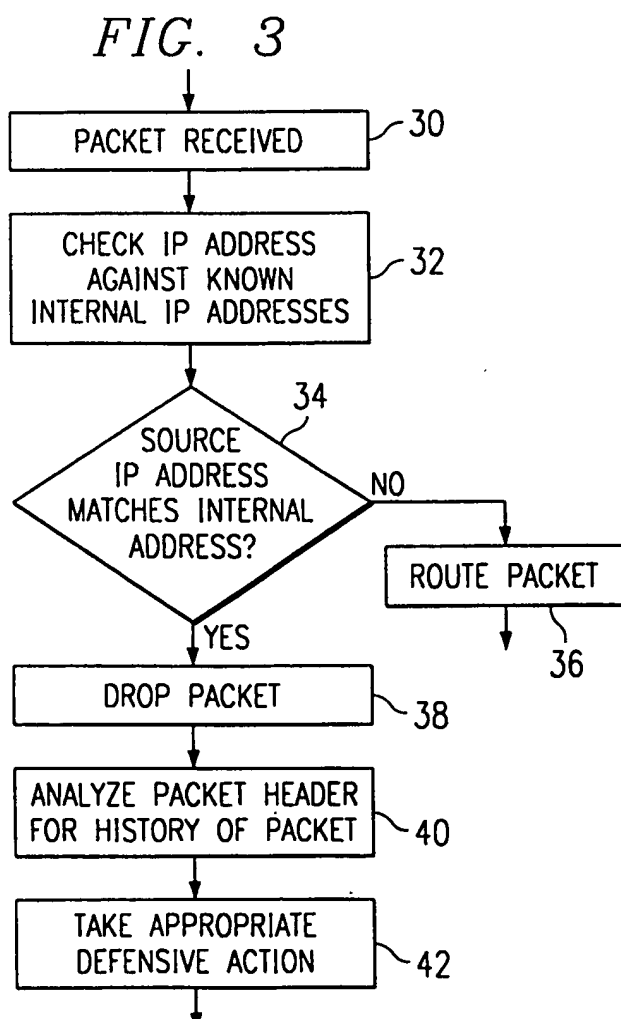 FIG. 3
PACKET RECEIVED
30
CHECK IP ADDRESS
AGAINST KNOWN
INTERNAL IP ADDRESSES
32
34
SOURCE
IP ADDRESS
MATCHES INTERNAL
ADDRESS?
NO
ROUTE PACKET
36
YES
DROP PACKET
38
ANALYZE PACKET HEADER
FOR HISTORY OF PACKET
40
TAKE APPROPRIATE
DEFENSIVE ACTION
42